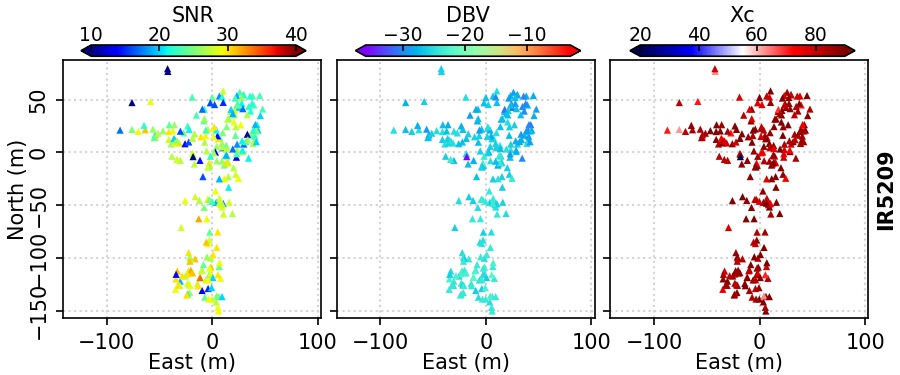 SNR DBV Xc
10 20 30 40 −30 −20 −10 20 40 60 80
50
0
−50
−100
−150
North (m)
−100 0 100 −100 0 100 −100 0 100
East (m) East (m) East (m)
IR5209